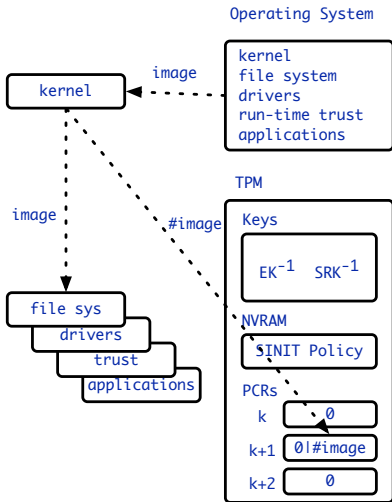 Operating System
kernel
file system
drivers
run-time trust
applications
image
kernel
image
#image
file sys
drivers
trust
applications
TPM
Keys
EK-1 SRK-1
NVRAM
SINIT Policy
PCRs
k 0
k+1 0|#image
k+2 0